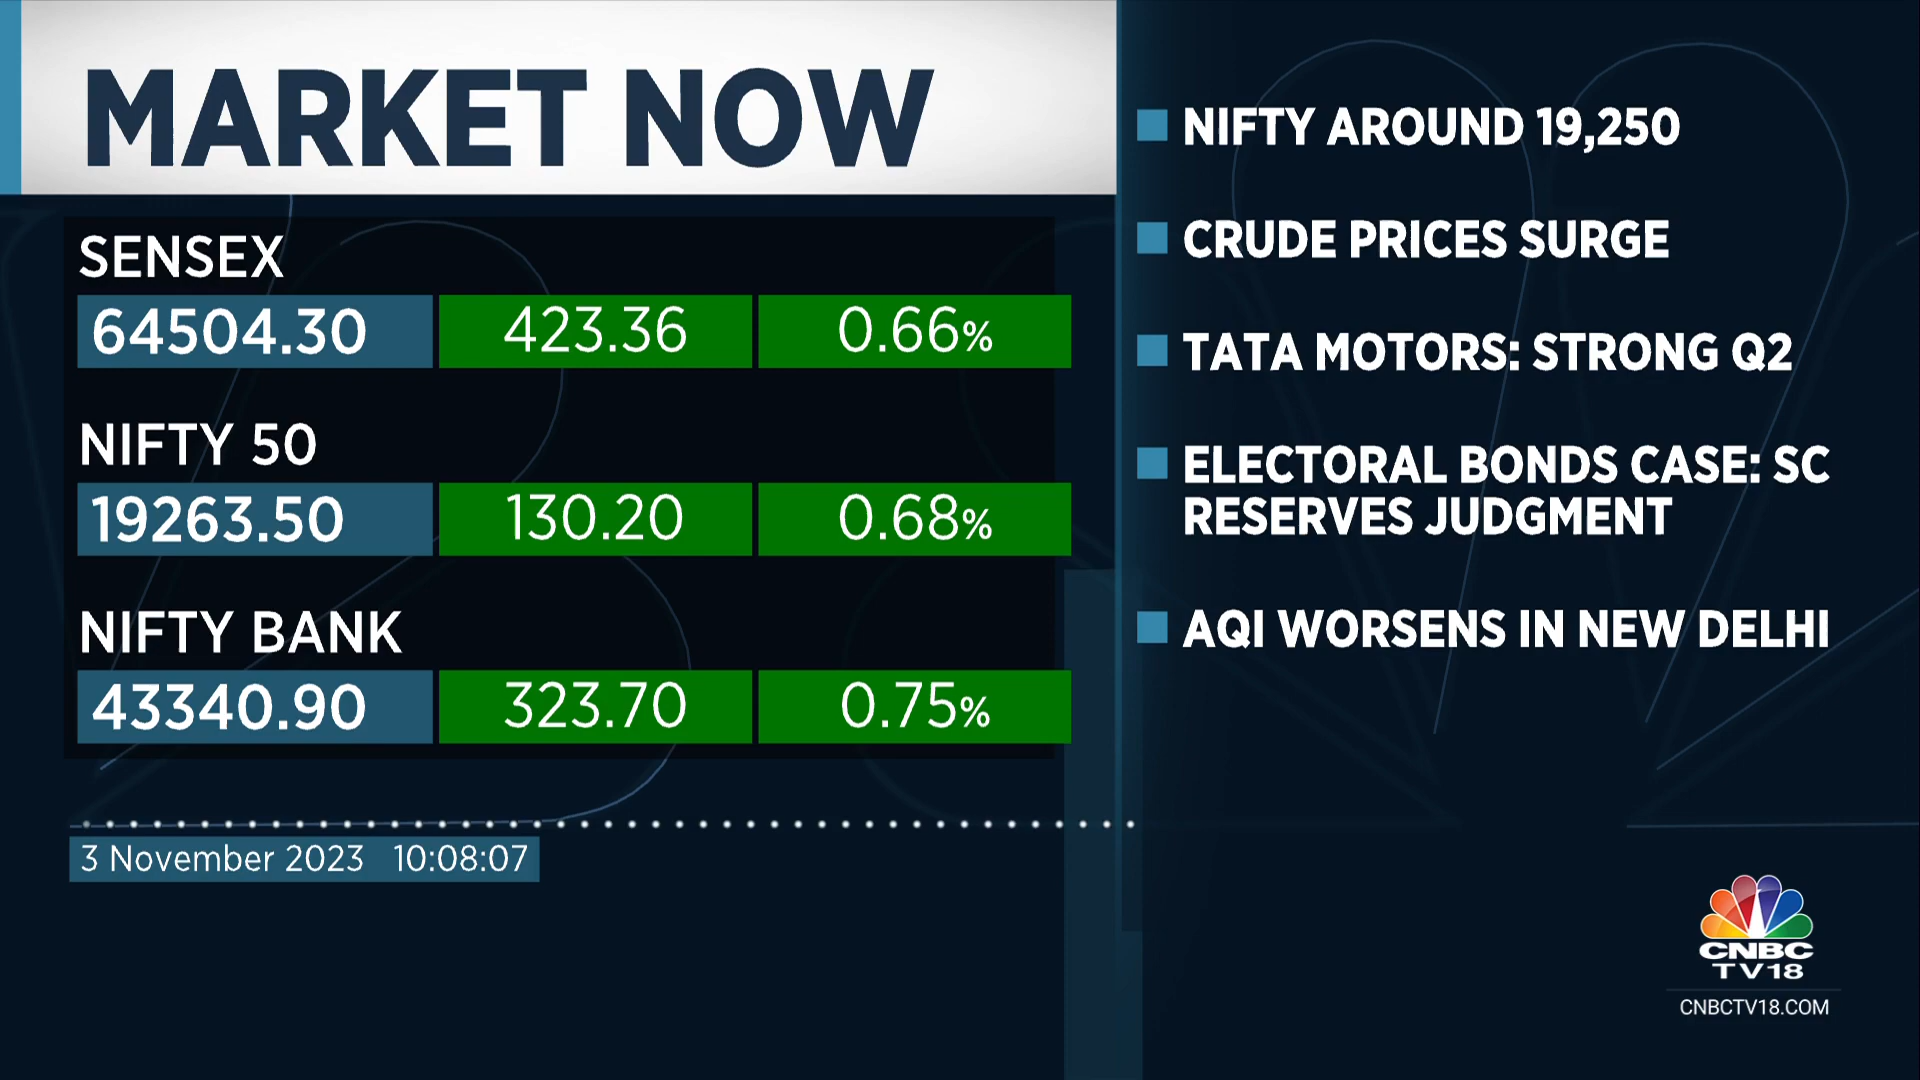 MARKET NOW
SENSEX
64504.30 423.36 0.66%
NIFTY 50
19263.50 130.20 0.68%
NIFTY BANK
43340.90 323.70 0.75%
3 November 2023 10:08:07
NIFTY AROUND 19,250
CRUDE PRICES SURGE
TATA MOTORS: STRONG Q2
ELECTORAL BONDS CASE: SC
RESERVES JUDGMENT
AQI WORSENS IN NEW DELHI
CNBC
TV18
CNBCTV18.COM